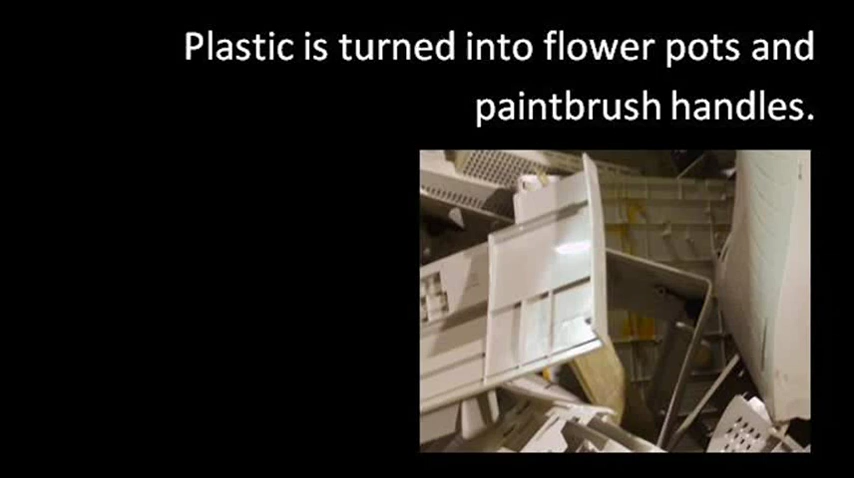 Plastic is turned into flower pots and
paintbrush handles.